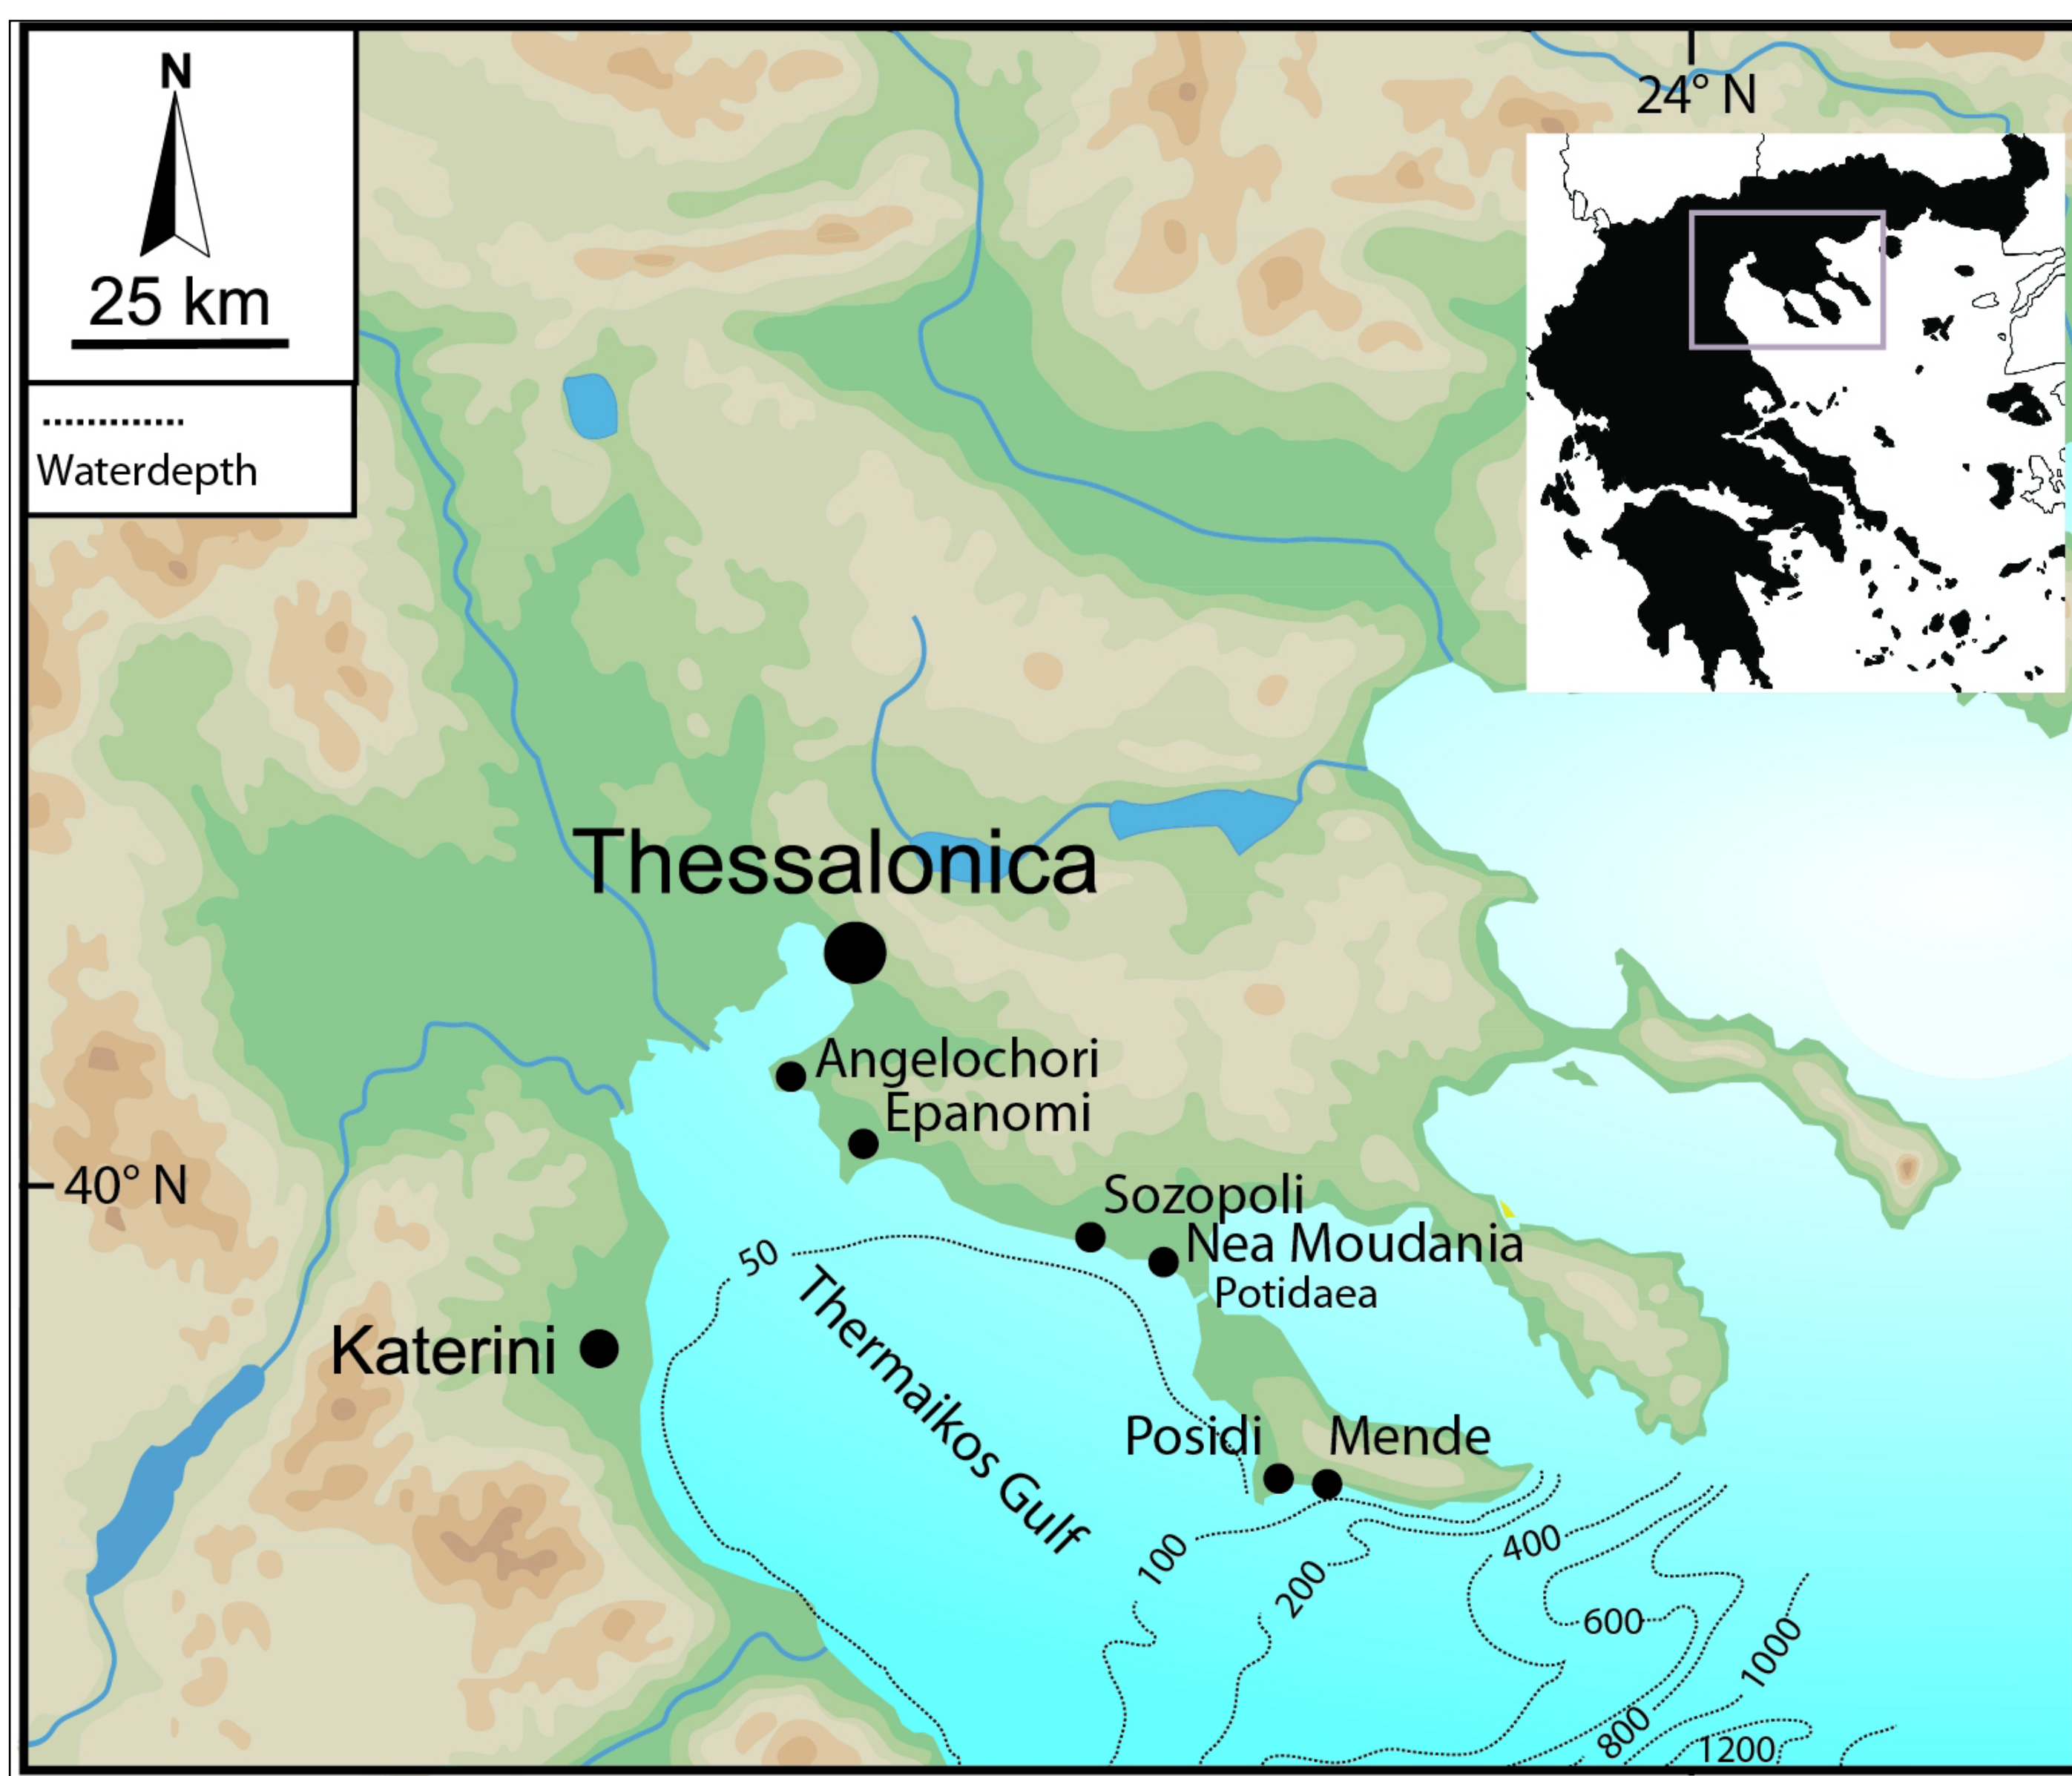 N
25 km
Waterdepth
24° N
Thessalonica
Angelochori
Epanomi
40° N
Sozopoli
Nea Moudania
Potidaea
50
Thermaikos Gulf
Katerini
Posidi
Mende
100
200
400
600
1000
800
1200